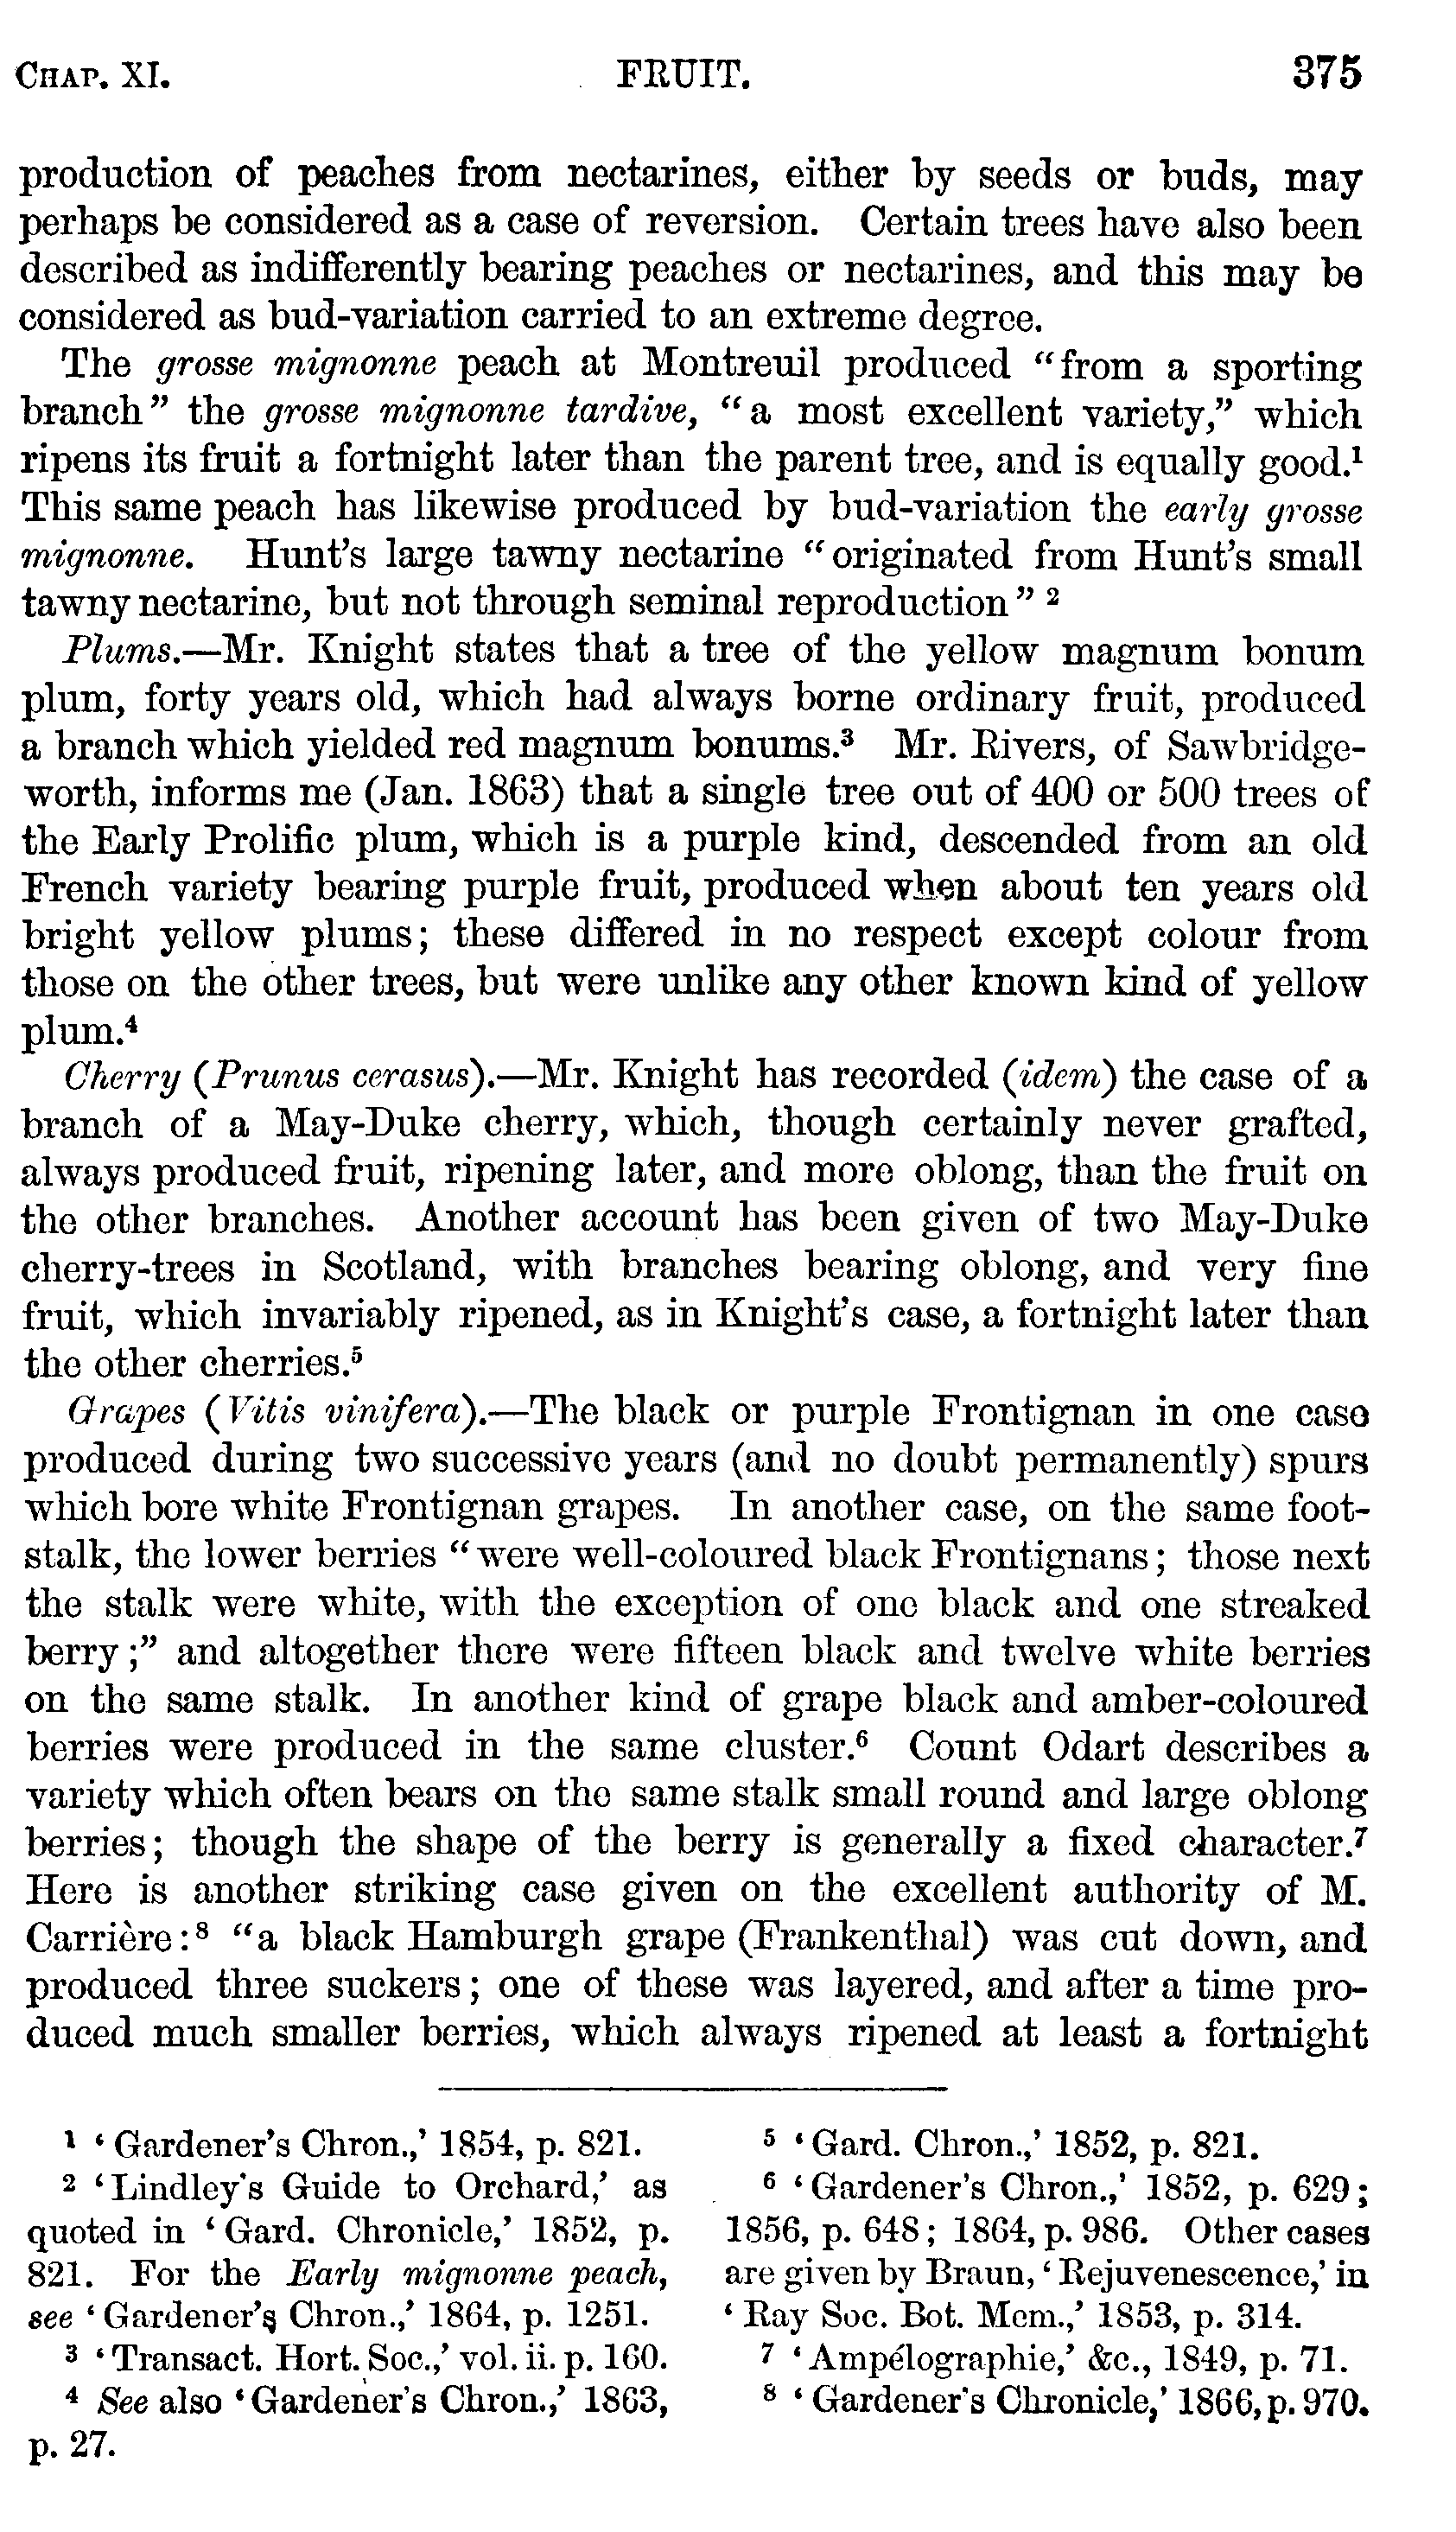 CHAP. XI. FRUIT. 375
production of peaches from nectarines, either by seeds or buds, may
perhaps be considered as a case of reversion. Certain trees have also been
described as indifferently bearing peaches or nectarines, and this may be
considered as bud-variation carried to an extreme degree.
The grosse mignonne peach at Montreuil produced “from a sporting
branch” the grosse mignonne tardive, “a most excellent variety,” which
ripens its fruit a fortnight later than the parent tree, and is equally good.¹
This same peach has likewise produced by bud-variation the early grosse
mignonne. Hunt’s large tawny nectarine “originated from Hunt’s small
tawny nectarine, but not through seminal reproduction” ²
Plums.—Mr. Knight states that a tree of the yellow magnum bonum
plum, forty years old, which had always borne ordinary fruit, produced
a branch which yielded red magnum bonums.³ Mr. Rivers, of Sawbridge-
worth, informs me (Jan. 1863) that a single tree out of 400 or 500 trees of
the Early Prolific plum, which is a purple kind, descended from an old
French variety bearing purple fruit, produced when about ten years old
bright yellow plums; these differed in no respect except colour from
those on the other trees, but were unlike any other known kind of yellow
plum.⁴
Cherry (Prunus cerasus).—Mr. Knight has recorded (idem) the case of a
branch of a May-Duke cherry, which, though certainly never grafted,
always produced fruit, ripening later, and more oblong, than the fruit on
the other branches. Another account has been given of two May-Duke
cherry-trees in Scotland, with branches bearing oblong, and very fine
fruit, which invariably ripened, as in Knight’s case, a fortnight later than
the other cherries.⁵
Grapes (Vitis vinifera).—The black or purple Frontignan in one case
produced during two successive years (and no doubt permanently) spurs
which bore white Frontignan grapes. In another case, on the same foot-
stalk, the lower berries “were well-coloured black Frontignans; those next
the stalk were white, with the exception of one black and one streaked
berry;” and altogether there were fifteen black and twelve white berries
on the same stalk. In another kind of grape black and amber-coloured
berries were produced in the same cluster.⁶ Count Odart describes a
variety which often bears on the same stalk small round and large oblong
berries; though the shape of the berry is generally a fixed character.⁷
Here is another striking case given on the excellent authority of M.
Carrière:⁸ “a black Hamburgh grape (Frankenthal) was cut down, and
produced three suckers; one of these was layered, and after a time pro-
duced much smaller berries, which always ripened at least a fortnight
¹ ‘Gardener’s Chron.,’ 1854, p. 821.
² ‘Lindley’s Guide to Orchard,’ as
quoted in ‘Gard. Chronicle,’ 1852, p.
821. For the Early mignonne peach,
see ‘Gardener’s Chron.,’ 1864, p. 1251.
³ ‘Transact. Hort. Soc.,’ vol. ii. p. 160.
⁴ See also ‘Gardener’s Chron.,’ 1863,
p. 27.
⁵ ‘Gard. Chron.,’ 1852, p. 821.
⁶ ‘Gardener’s Chron.,’ 1852, p. 629;
1856, p. 648; 1864, p. 986. Other cases
are given by Braun, ‘Rejuvenescence,’ in
‘Ray Soc. Bot. Mem.,’ 1853, p. 314.
⁷ ‘Ampélographie,’ &c., 1849, p. 71.
⁸ ‘Gardener’s Chronicle,’ 1866, p. 970.